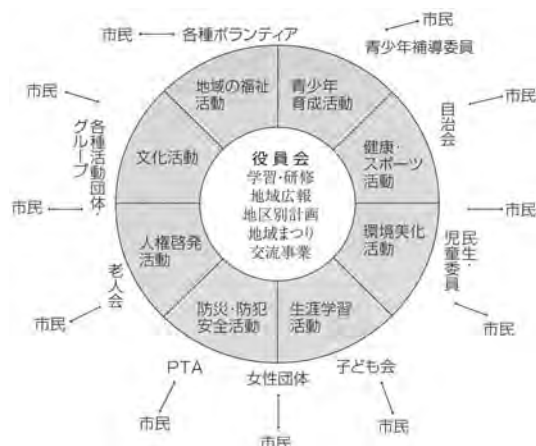 市民
各種ボランティア
市民
青少年補導委員
市民
地域の福祉
活動
青少年
育成活動
市民
自治会
各種活動団体・
グループ
文化活動
役員会
学習・研修
地域広報
地区別計画
地域まつり
交流事業
健康・
スポーツ
活動
市民
市民
人権啓発
活動
環境美化
活動
民生・
児童委員
老人会
市民
防災・防犯
安全活動
生涯学習
活動
市民
PTA
女性団体
子ども会
市民
市民
市民